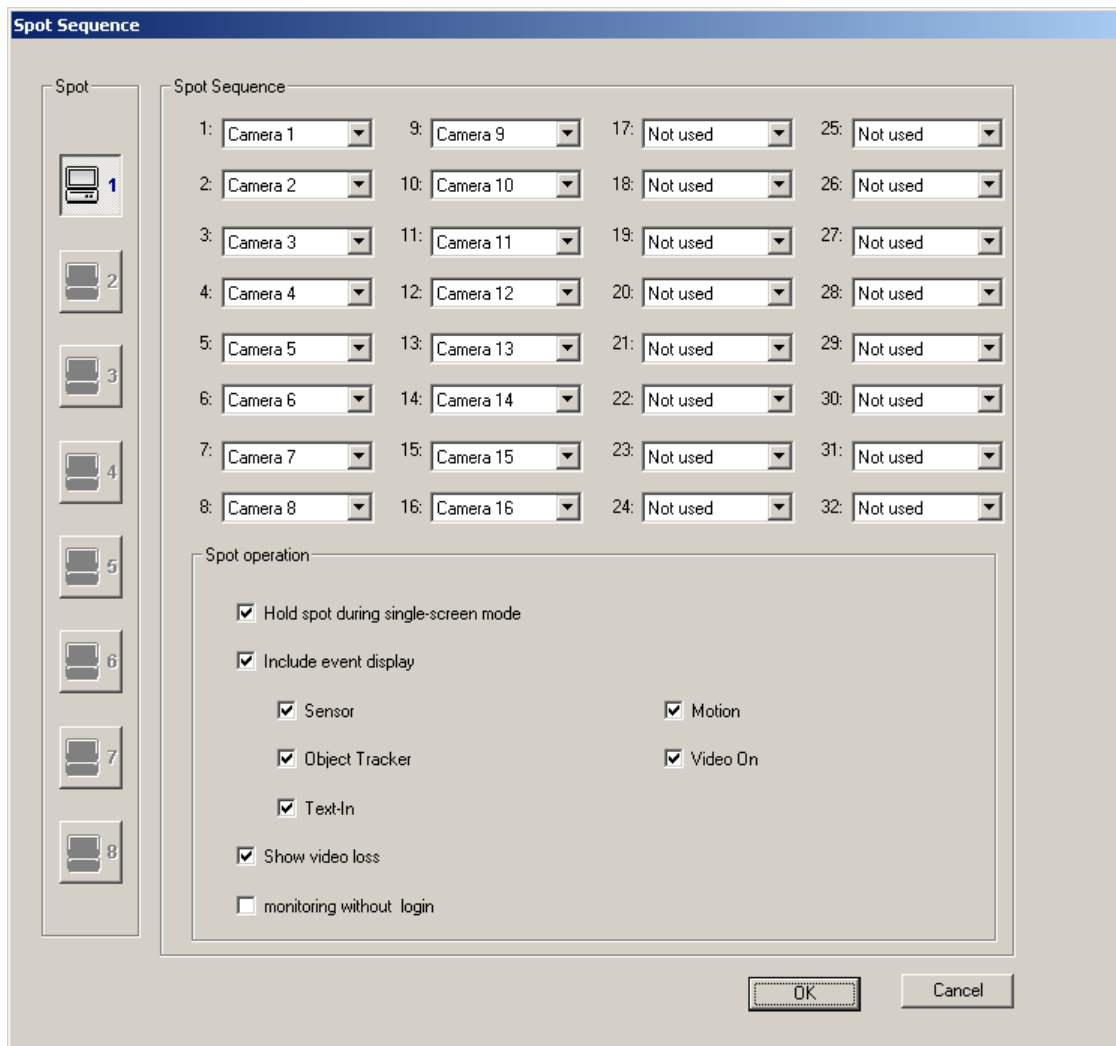 Spot Sequence
Spot
Spot Sequence
1
2
3
4
5
6
7
8
1: Camera 1 9: Camera 9 17: Not used 25: Not used
2: Camera 2 10: Camera 10 18: Not used 26: Not used
3: Camera 3 11: Camera 11 19: Not used 27: Not used
4: Camera 4 12: Camera 12 20: Not used 28: Not used
5: Camera 5 13: Camera 13 21: Not used 29: Not used
6: Camera 6 14: Camera 14 22: Not used 30: Not used
7: Camera 7 15: Camera 15 23: Not used 31: Not used
8: Camera 8 16: Camera 16 24: Not used 32: Not used
Spot operation
Hold spot during single-screen mode
Include event display
Sensor Motion
Object Tracker Video On
Text-In
Show video loss
monitoring without login
OK Cancel